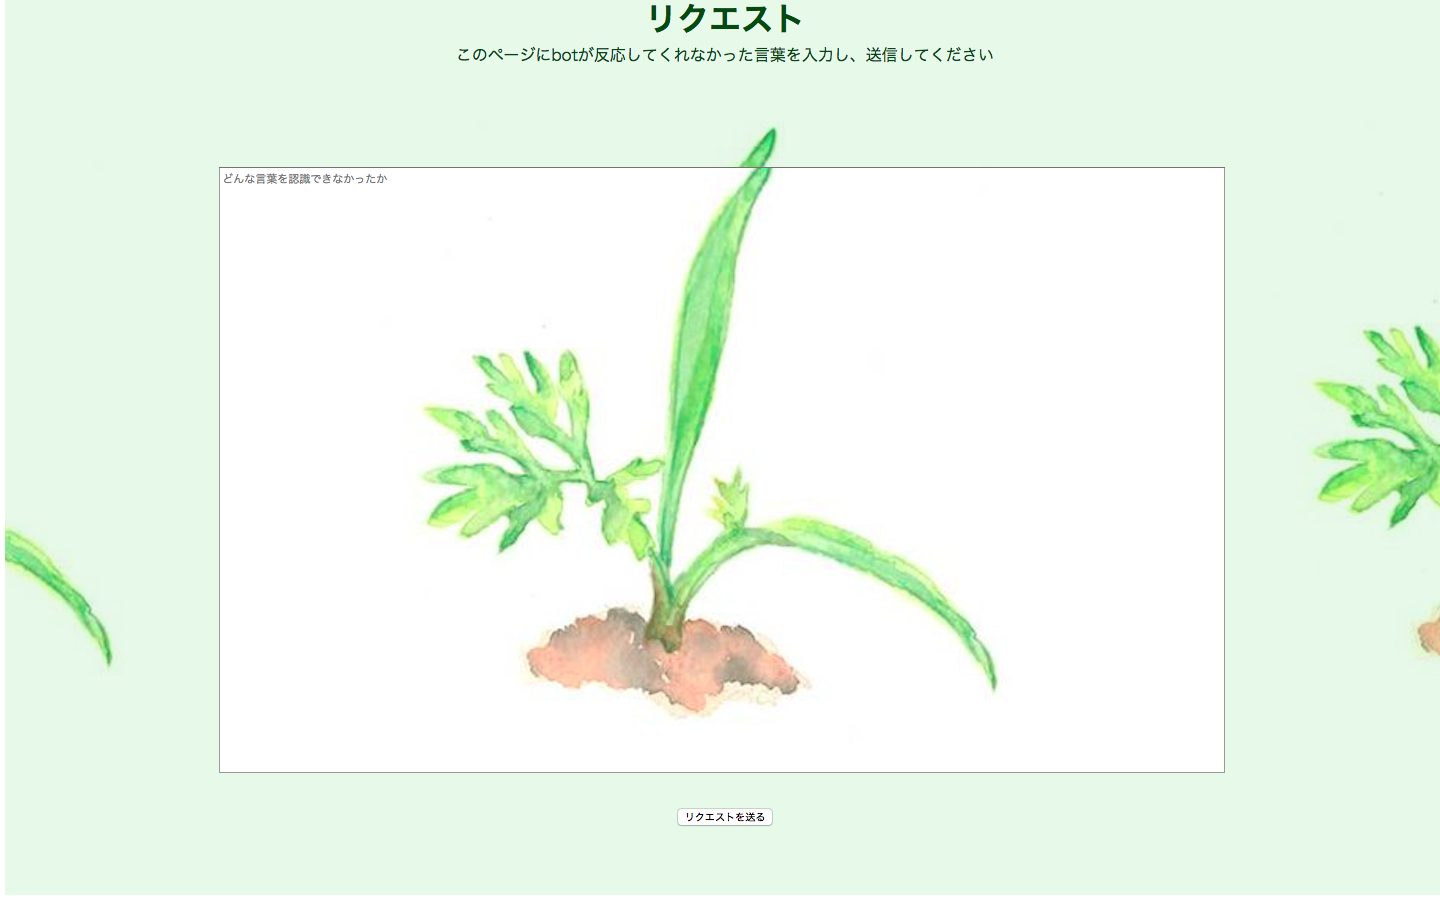 リクエスト
このページにbotが反応してくれなかった言葉を入力し、送信してください
どんな言葉を認識できなかったか
リクエストを送る